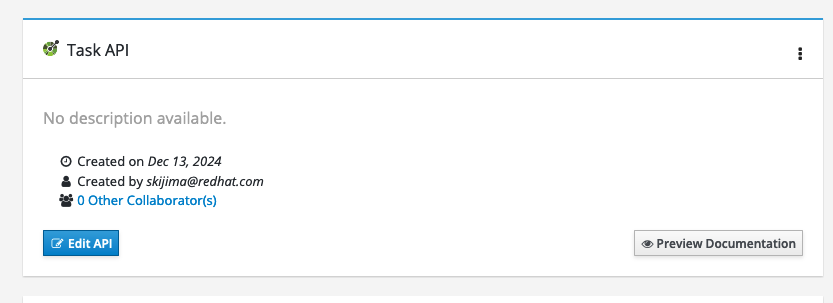 Task API
No description available.
Created on Dec 13, 2024
Created by skijima@redhat.com
0 Other Collaborator(s)
Edit API
Preview Documentation